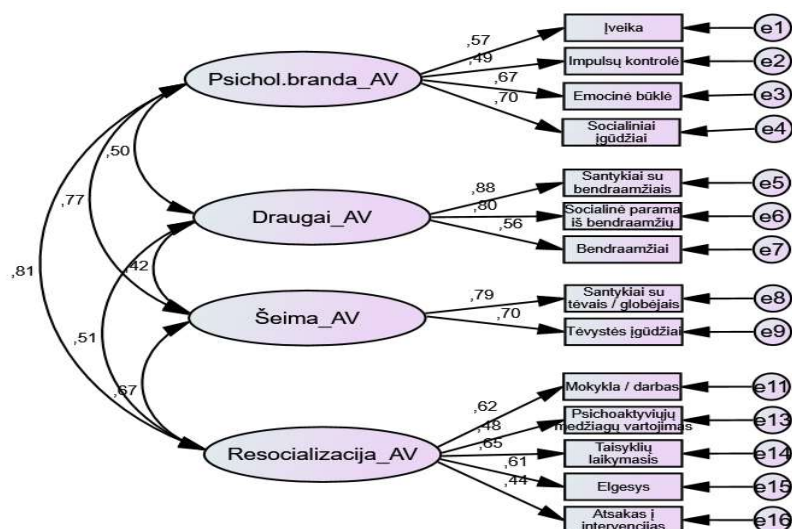 Įveika
e1
,57
,49
Impulsų kontrolė
e2
Psichol.branda_AV
,67
Emocinė būklė
e3
,70
Socialiniai
įgūdžiai
e4
,50
,88
Santykiai su
bendraamžiais
e5
,77
Draugai_AV
,80
Socialinė parama
iš bendraamžių
e6
,56
Bendraamžiai
e7
,81
,42
,79
Santykiai su
tėvais / globėjais
e8
Šeima_AV
,70
Tėvystės įgūdžiai
e9
,51
,67
,62
Mokykla / darbas
e11
,48
Psichoaktyviųjų
medžiagų vartojimas
e13
Resocializacija_AV
,65
Taisyklių
laikymasis
e14
,61
Elgesys
e15
,44
Atsakas į
intervencijas
e16